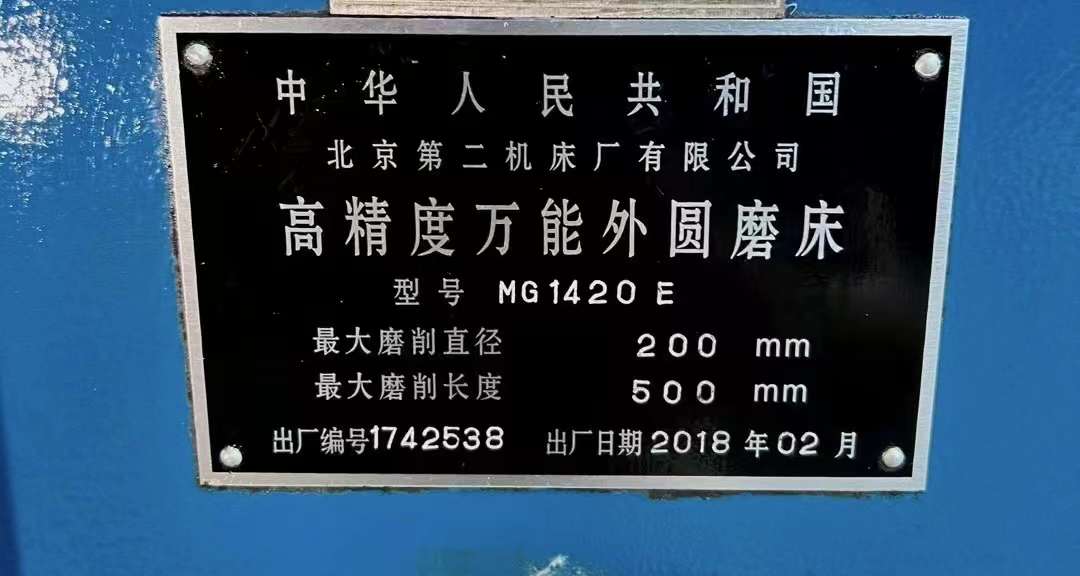 中华人民共和国
北京第二机床厂有限公司
高精度万能外圆磨床
型号 MG1420 E
最大磨削直径 200 mm
最大磨削长度 500 mm
出厂编号1742538 出厂日期2018年02月